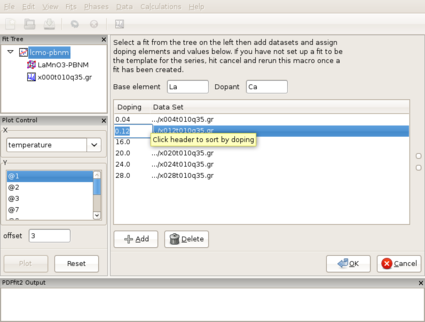 File Edit View Fits Phases Data Calculations Help
Fit Tree
lcmo-pbnm
LaMnO3-PBNM
x000t010q35.gr
Plot Control
X
temperature
Y
@1
@2
@3
@7
offset 3
Plot Reset
Select a fit from the tree on the left then add datasets and assign
doping elements and values below. If you have not set up a fit to be
the template for the series, hit cancel and rerun this macro once a
fit has been created.
Base element La Dopant Ca
Doping Data Set
0.04 .../x004t010q35.gr
0.12 .../x012t010q35.gr
Click header to sort by doping
16.0
20.0 .../x020t010q35.gr
24.0 .../x024t010q35.gr
28.0 .../x028t010q35.gr
Add Delete
OK Cancel
PDFfit2 Output